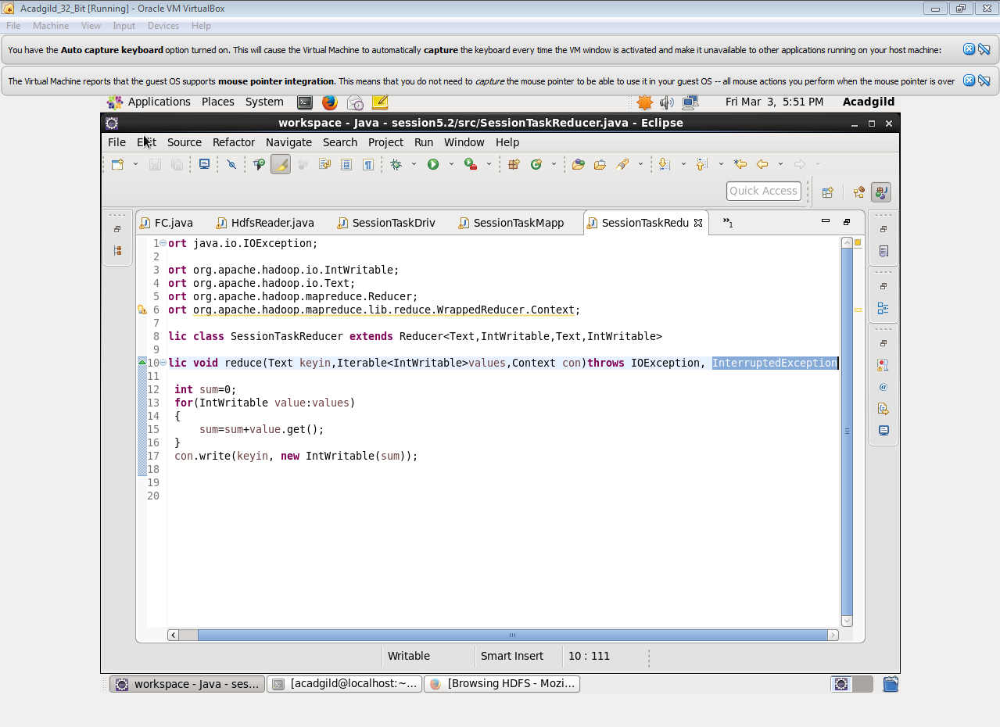 Acadgild_32_Bit [Running] - Oracle VM VirtualBox
File Machine View Input Devices Help
You have the Auto capture keyboard option turned on. This will cause the Virtual Machine to automatically capture the keyboard every time the VM window is activated and make it unavailable to other applications running on your host machine:
The Virtual Machine reports that the guest OS supports mouse pointer integration. This means that you do not need to capture the mouse pointer to be able to use it in your guest OS -- all mouse actions you perform when the mouse pointer is over
Applications Places System Fri Mar 3, 5:51 PM Acadgild
workspace - Java - session5.2/src/SessionTaskReducer.java - Eclipse
File Edit Source Refactor Navigate Search Project Run Window Help
Quick Access
FC.java HdfsReader.java SessionTaskDriv SessionTaskMapp SessionTaskRedu »1
1 ort java.io.IOException;
2
3 ort org.apache.hadoop.io.IntWritable;
4 ort org.apache.hadoop.io.Text;
5 ort org.apache.hadoop.mapreduce.Reducer;
6 ort org.apache.hadoop.mapreduce.lib.reduce.WrappedReducer.Context;
7
8 lic class SessionTaskReducer extends Reducer<Text,IntWritable,Text,IntWritable>
9
10 lic void reduce(Text keyin,Iterable<IntWritable>values,Context con)throws IOException, InterruptedException
11
12 int sum=0;
13 for(IntWritable value:values)
14 {
15 sum=sum+value.get();
16 }
17 con.write(keyin, new IntWritable(sum));
18
19
20
Writable Smart Insert 10 : 111
workspace - Java - ses... [acadgild@localhost:~... [Browsing HDFS - Mozi...